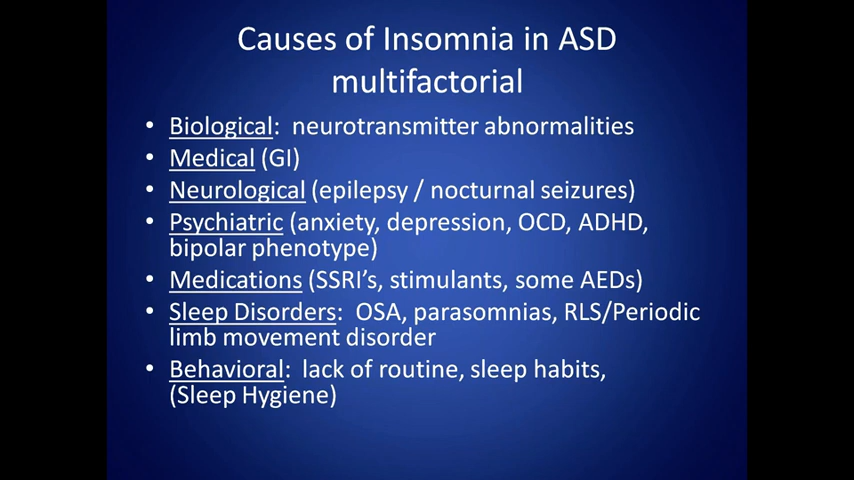 Causes of Insomnia in ASD
multifactorial
• Biological: neurotransmitter abnormalities
• Medical (GI)
• Neurological (epilepsy / nocturnal seizures)
• Psychiatric (anxiety, depression, OCD, ADHD,
bipolar phenotype)
• Medications (SSRI's, stimulants, some AEDs)
• Sleep Disorders: OSA, parasomnias, RLS/Periodic
limb movement disorder
• Behavioral: lack of routine, sleep habits,
(Sleep Hygiene)